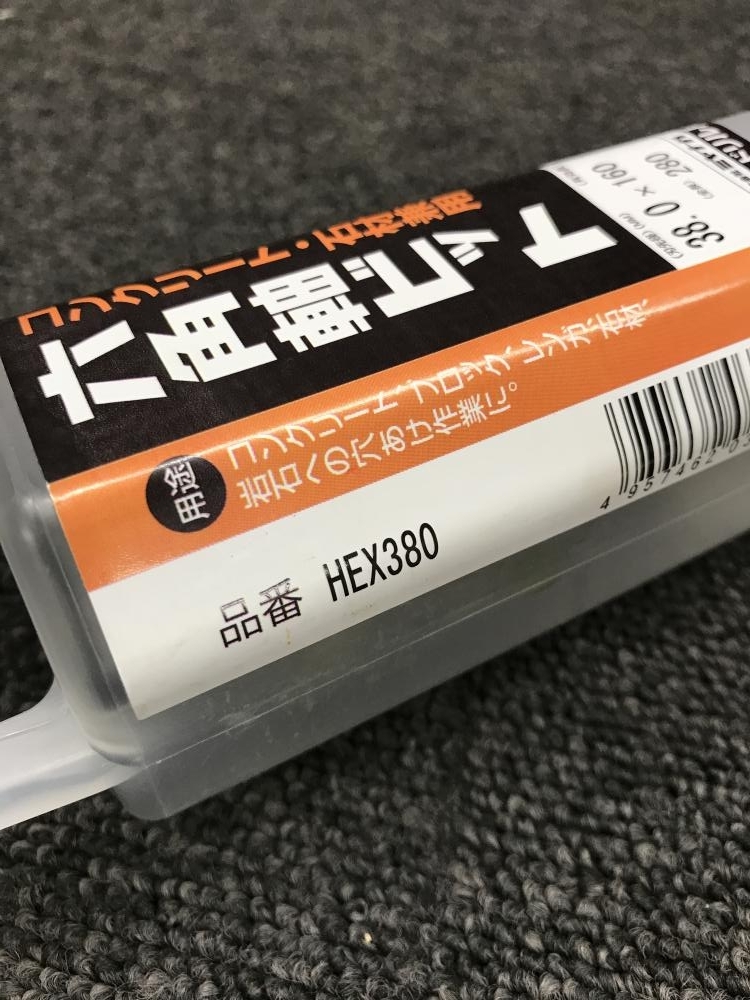 コンクリート・石材兼用
六角軸ビット
38.0×160
280
用途
コンクリート、ブロック、レンガ、石材、
岩石への穴あけ作業に。
品番 HEX380
4 957462 0